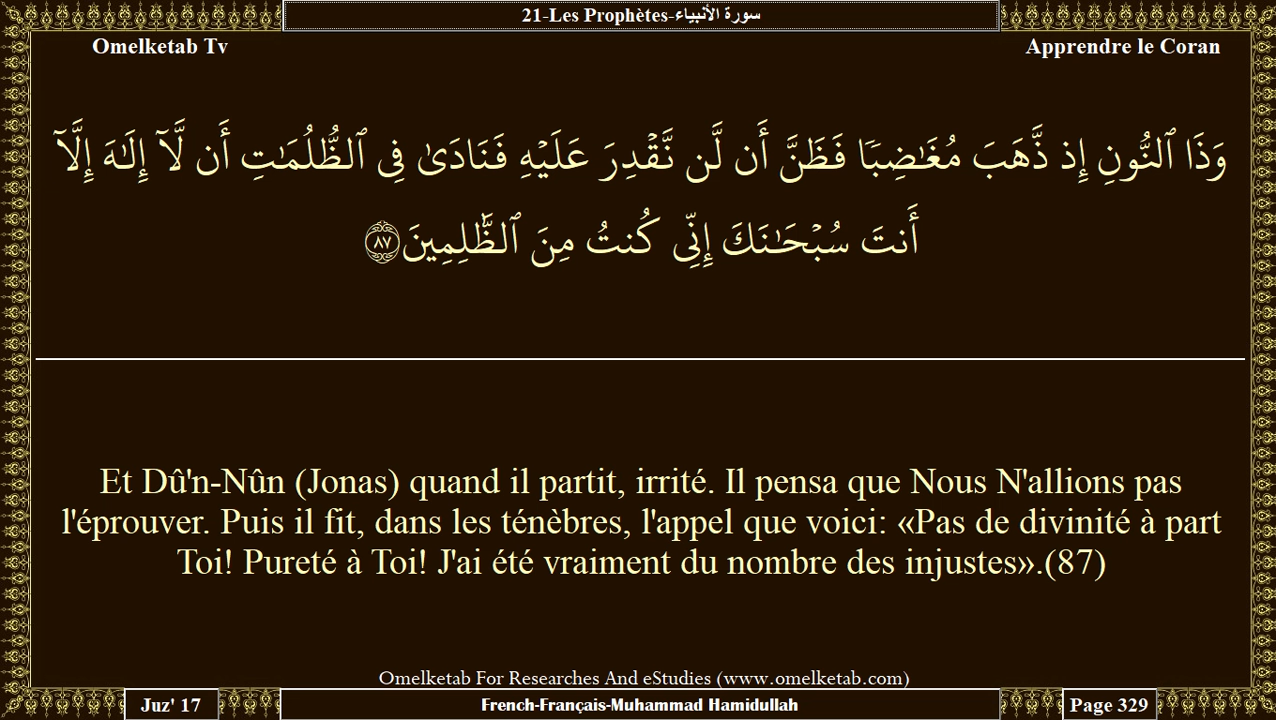 21-Les Prophètes-سورة الأنبياء
Omelketab Tv
Apprendre le Coran
وَذَا ٱلنُّونِ إِذ ذَّهَبَ مُغَٰضِبٗا فَظَنَّ أَن لَّن نَّقۡدِرَ عَلَيۡهِ فَنَادَىٰ فِي ٱلظُّلُمَٰتِ أَن لَّآ إِلَٰهَ إِلَّآ
أَنتَ سُبۡحَٰنَكَ إِنِّي كُنتُ مِنَ ٱلظَّٰلِمِينَ ٨٧
Et Dû'n-Nûn (Jonas) quand il partit, irrité. Il pensa que Nous N'allions pas
l'éprouver. Puis il fit, dans les ténèbres, l'appel que voici: «Pas de divinité à part
Toi! Pureté à Toi! J'ai été vraiment du nombre des injustes».(87)
Omelketab For Researches And eStudies (www.omelketab.com)
Juz' 17
French-Français-Muhammad Hamidullah
Page 329